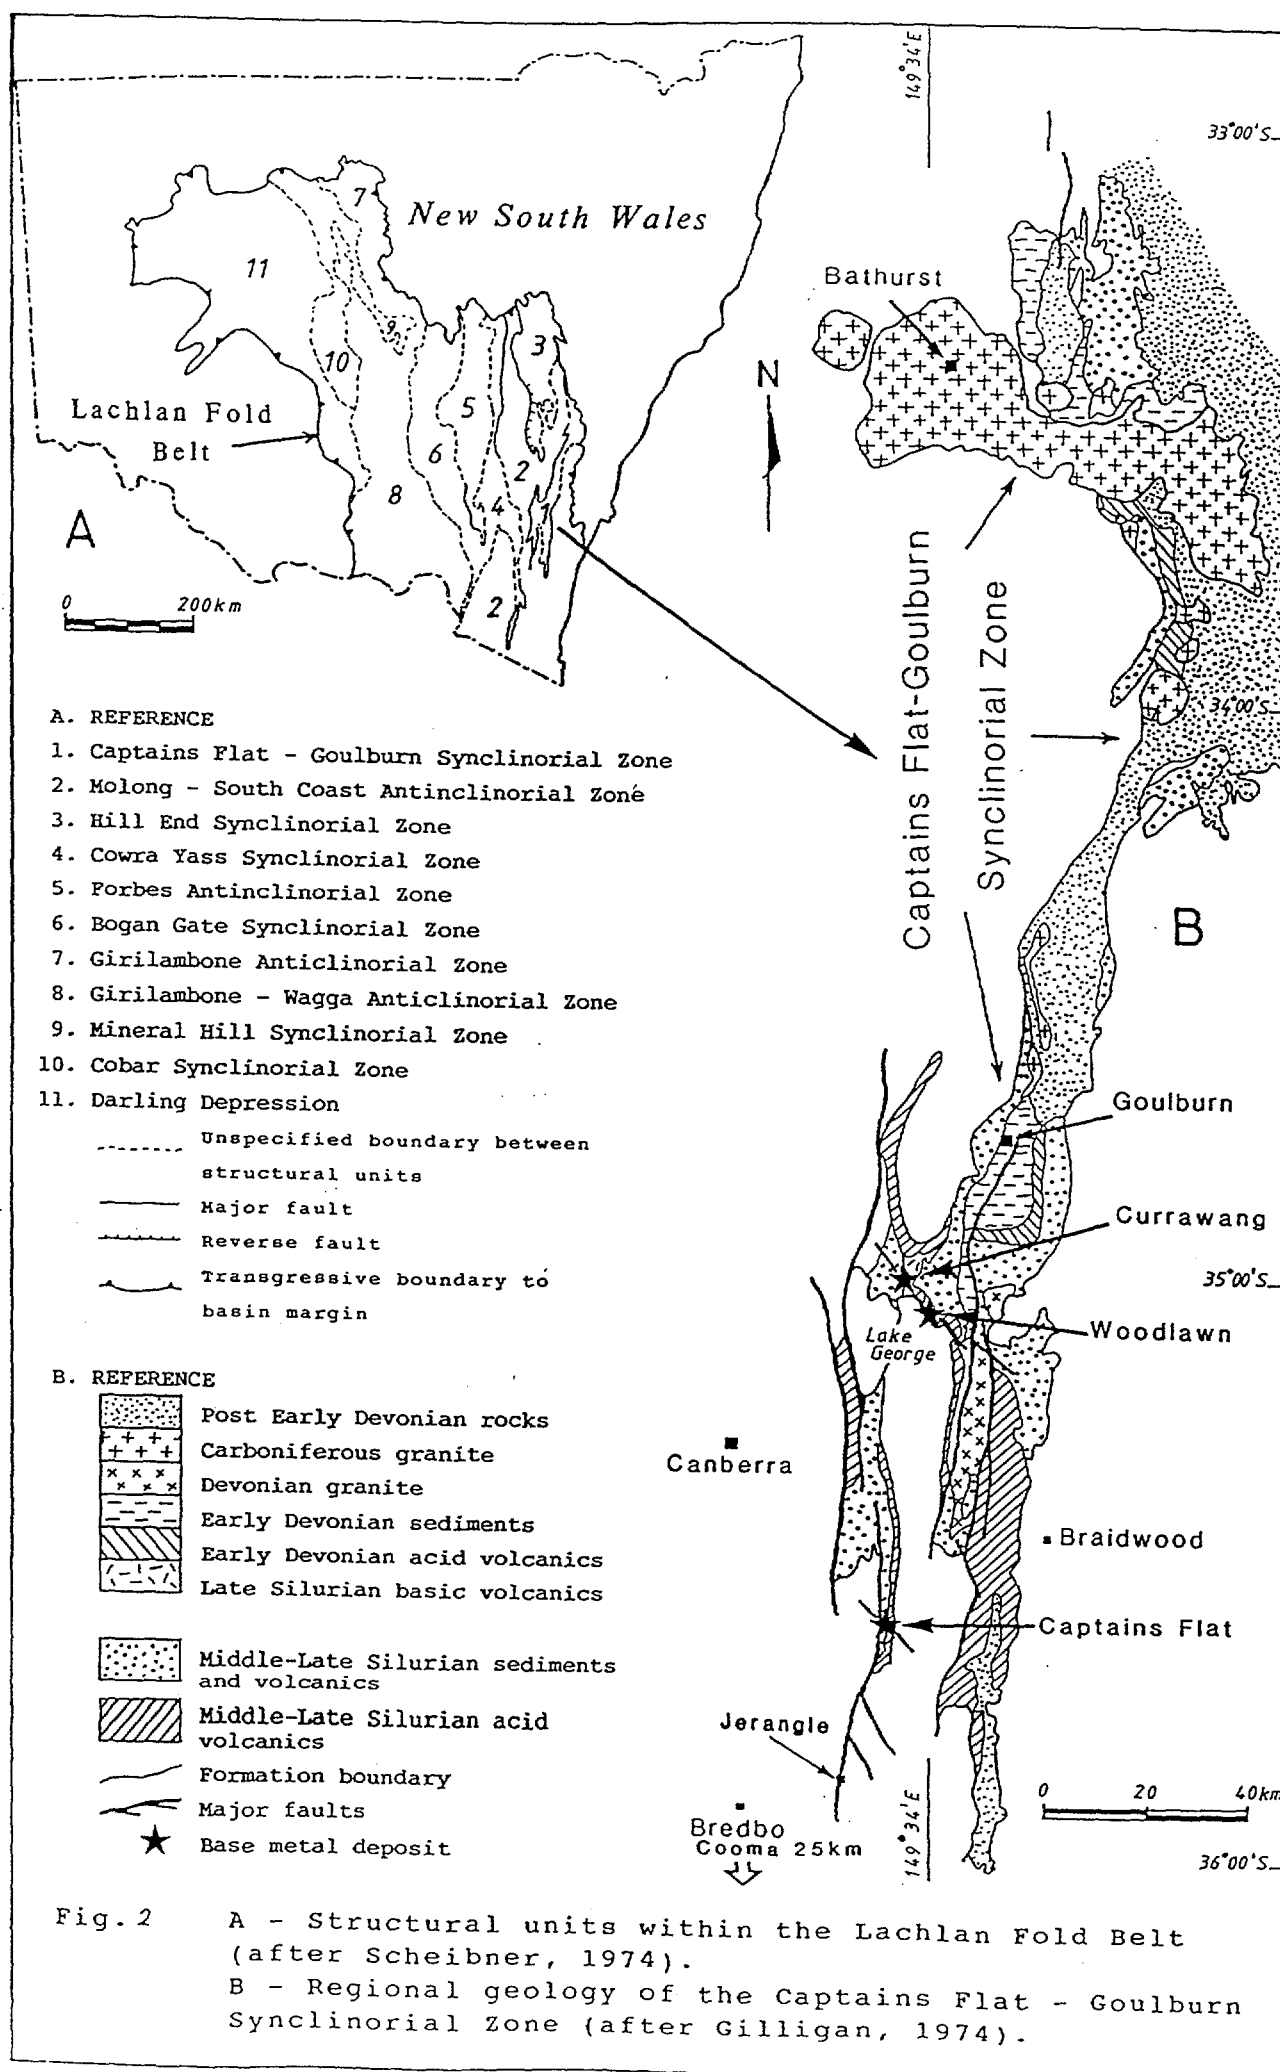 149°34'E
33°00'S
7
New South Wales
11
Bathurst
9
3
10
N
Lachlan Fold
Belt
5
6
2
8
4
A
0 200km
2
Captains Flat-Goulburn
Synclinorial Zone
34°00'S
A. REFERENCE
1. Captains Flat - Goulburn Synclinorial Zone
2. Molong - South Coast Antinclinorial Zone
3. Hill End Synclinorial Zone
4. Cowra Yass Synclinorial Zone
5. Forbes Antinclinorial Zone
6. Bogan Gate Synclinorial Zone
7. Girilambone Anticlinorial Zone
8. Girilambone - Wagga Anticlinorial Zone
9. Mineral Hill Synclinorial Zone
10. Cobar Synclinorial Zone
11. Darling Depression
Unspecified boundary between
structural units
Major fault
Reverse fault
Transgressive boundary to
basin margin
B
Goulburn
Currawang
35°00'S
Woodlawn
Lake
George
Canberra
Braidwood
Captains Flat
Jerangle
Bredbo
Cooma 25km
149°34'E
0 20 40km
36°00'S
B. REFERENCE
Post Early Devonian rocks
Carboniferous granite
Devonian granite
Early Devonian sediments
Early Devonian acid volcanics
Late Silurian basic volcanics
Middle-Late Silurian sediments
and volcanics
Middle-Late Silurian acid
volcanics
Formation boundary
Major faults
Base metal deposit
Fig. 2 A - Structural units within the Lachlan Fold Belt
(after Scheibner, 1974).
B - Regional geology of the Captains Flat - Goulburn
Synclinorial Zone (after Gilligan, 1974).